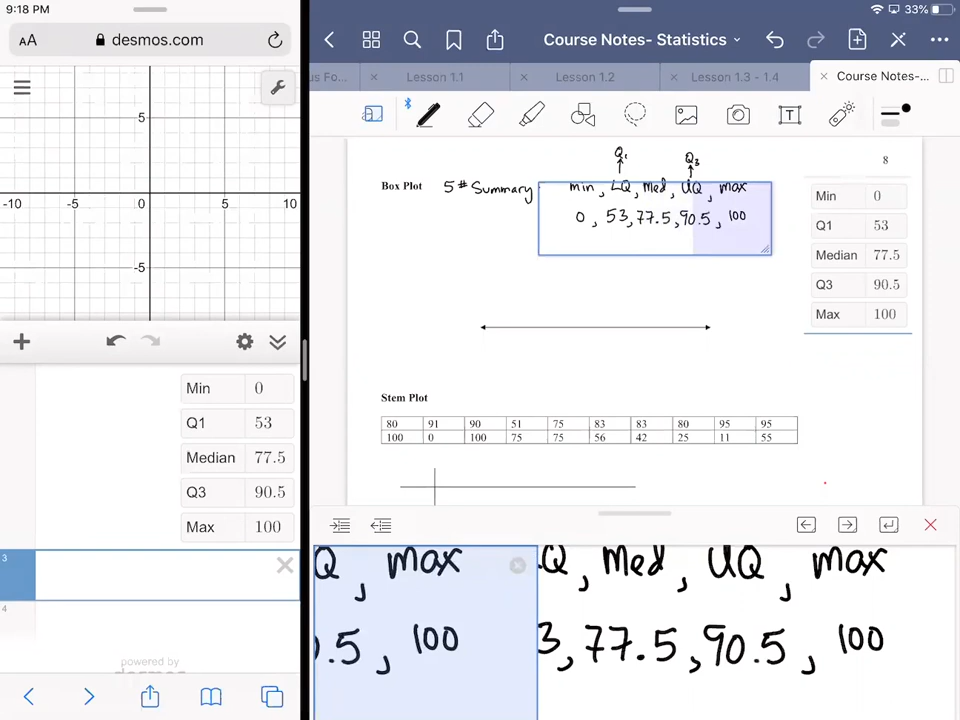 9:18 PM
33%
AA desmos.com
5
-10 -5 0 5 10
-5
Min 0
Q1 53
Median 77.5
Q3 90.5
Max 100
3
4
powered by
desmos
Course Notes- Statistics
us Fo...
Lesson 1.1
Lesson 1.2
Lesson 1.3 - 1.4
Course Notes-...
T
8
Q1 Q3
Box Plot 5 # Summary min, LQ, Med, UQ, max
0, 53, 77.5, 90.5, 100
Min 0
Q1 53
Median 77.5
Q3 90.5
Max 100
Stem Plot
80 91 90 51 75 83 83 80 95 95
100 0 100 75 75 56 42 25 11 55
Q, max
0.5, 100
Q, Med, UQ, max
3, 77.5, 90.5, 100